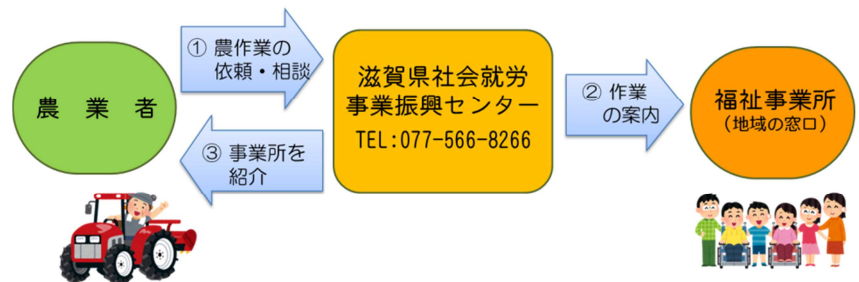 農 業 者
① 農作業の
依頼・相談
③ 事業所を
紹介
滋賀県社会就労
事業振興センター
TEL:077-566-8266
② 作業
の案内
福祉事業所
(地域の窓口)